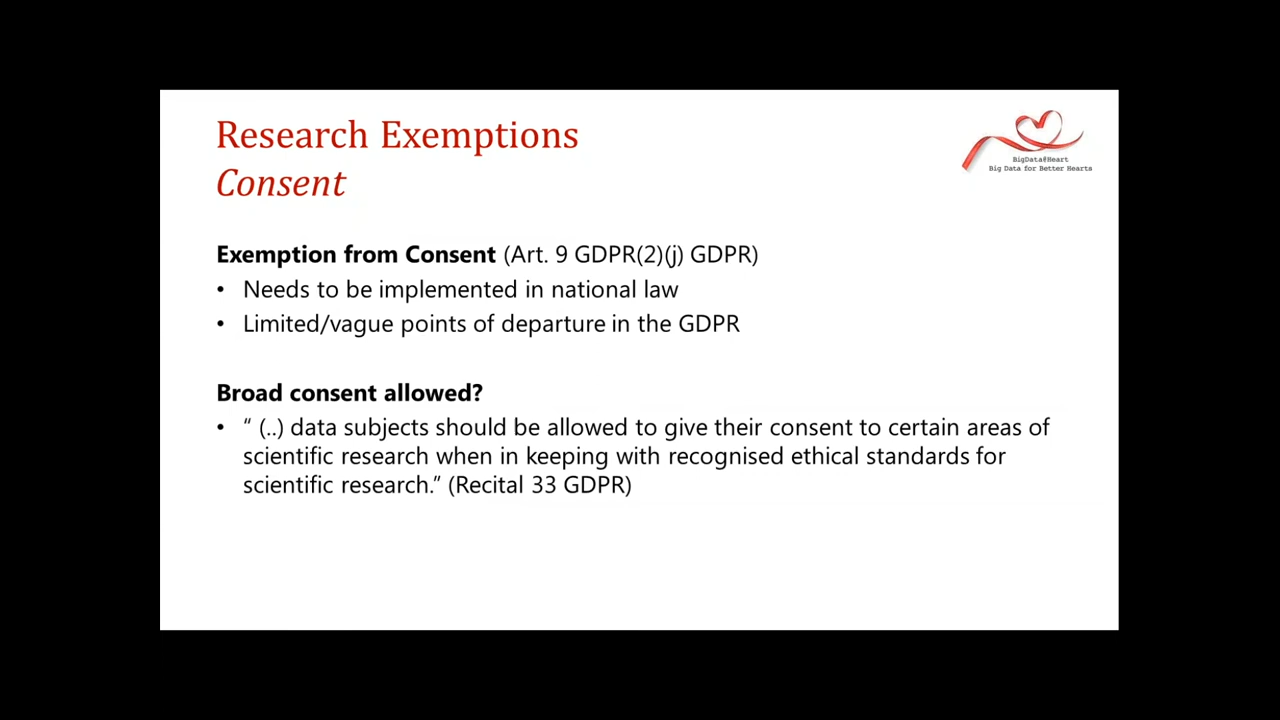 Research Exemptions
Consent
BigData@Heart
Big Data for Better Hearts
Exemption from Consent (Art. 9 GDPR(2)(j) GDPR)
• Needs to be implemented in national law
• Limited/vague points of departure in the GDPR
Broad consent allowed?
• “ (..) data subjects should be allowed to give their consent to certain areas of
scientific research when in keeping with recognised ethical standards for
scientific research.” (Recital 33 GDPR)